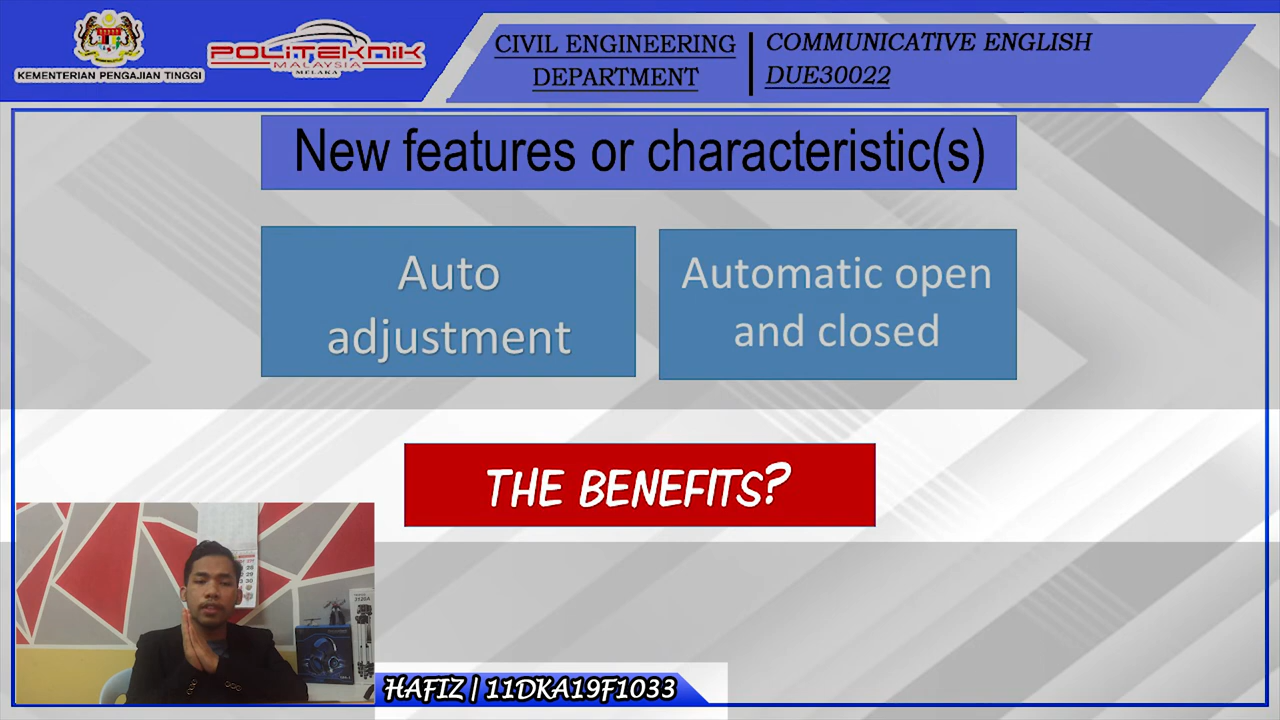 KEMENTERIAN PENGAJIAN TINGGI
POLITEKNIK
MALAYSIA
MELAKA
CIVIL ENGINEERING
DEPARTMENT
COMMUNICATIVE ENGLISH
DUE30022
New features or characteristic(s)
Auto
adjustment
Automatic open
and closed
THE BENEFITS?
HAFIZ | 11DKA19F1033